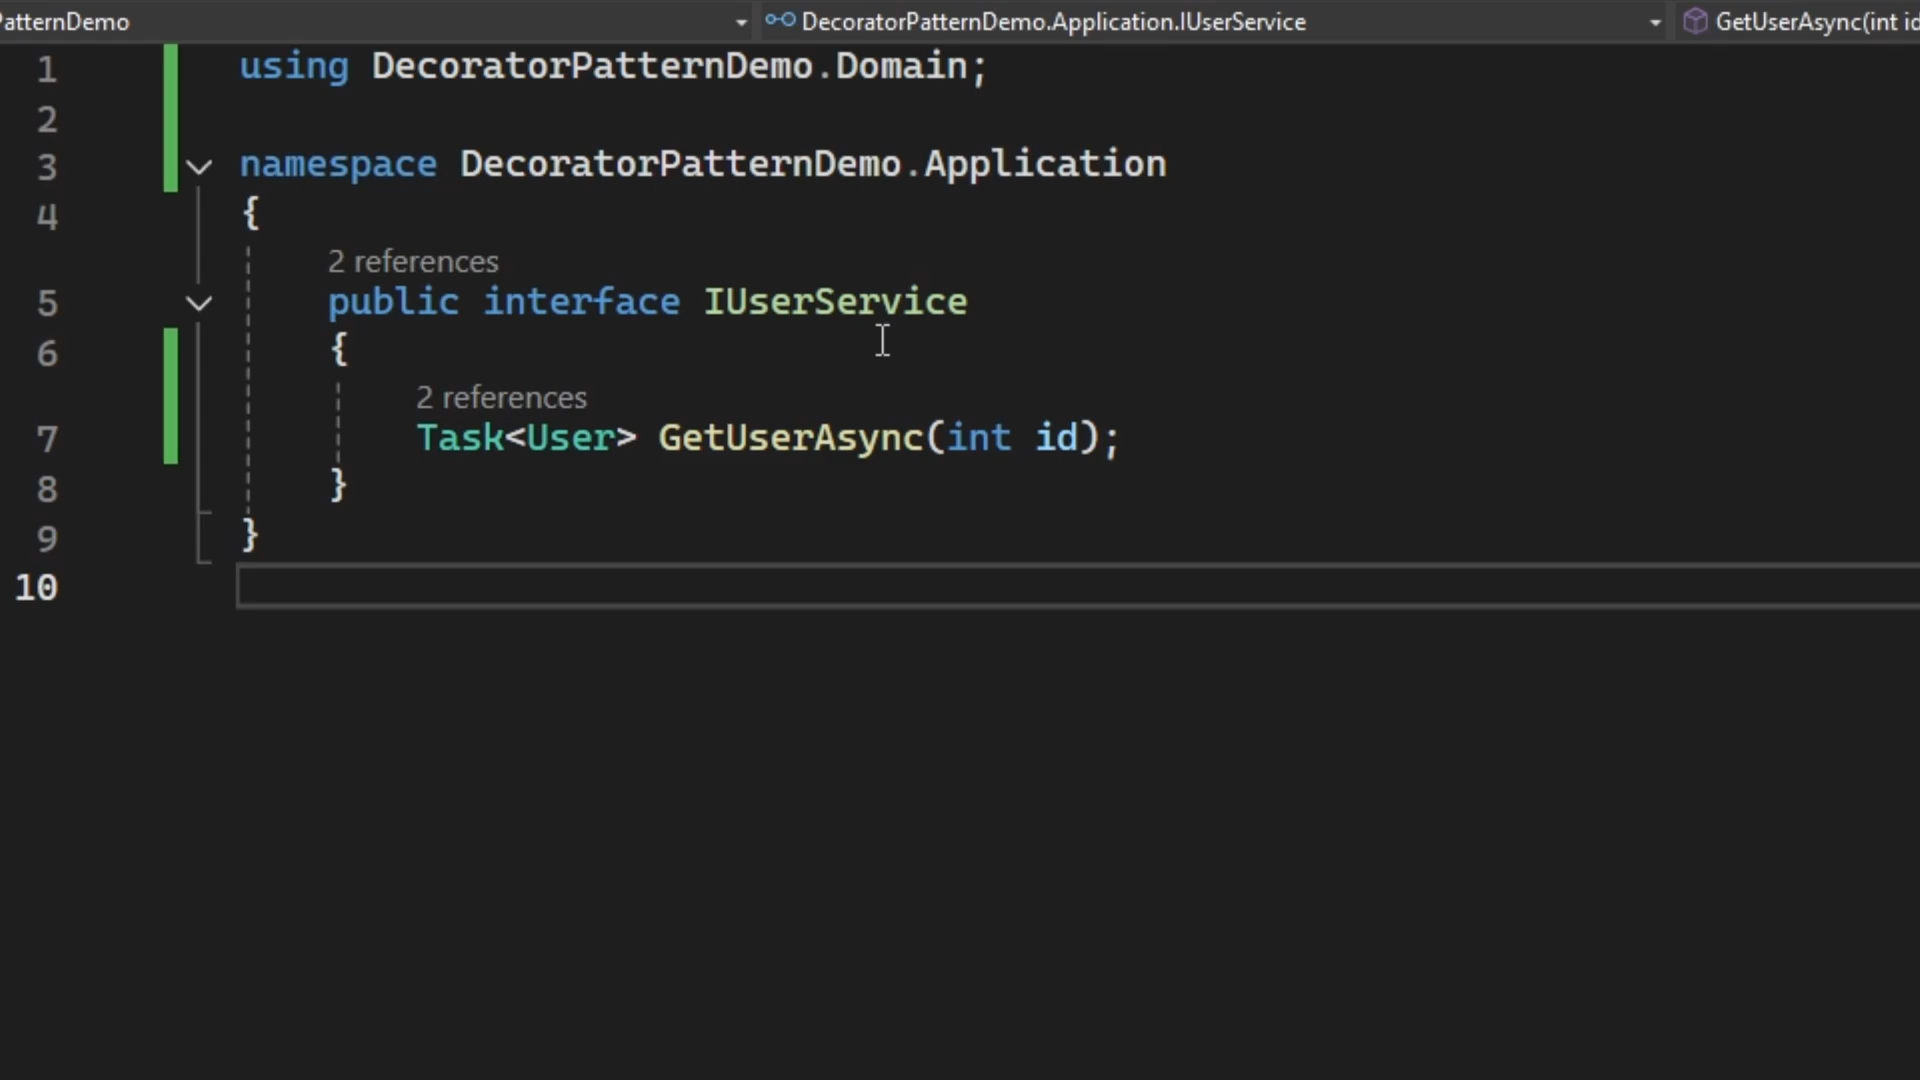 PatternDemo DecoratorPatternDemo.Application.IUserService GetUserAsync(int id
1 using DecoratorPatternDemo.Domain;
2
3 namespace DecoratorPatternDemo.Application
4 {
2 references
5 public interface IUserService
6 {
2 references
7 Task<User> GetUserAsync(int id);
8 }
9 }
10